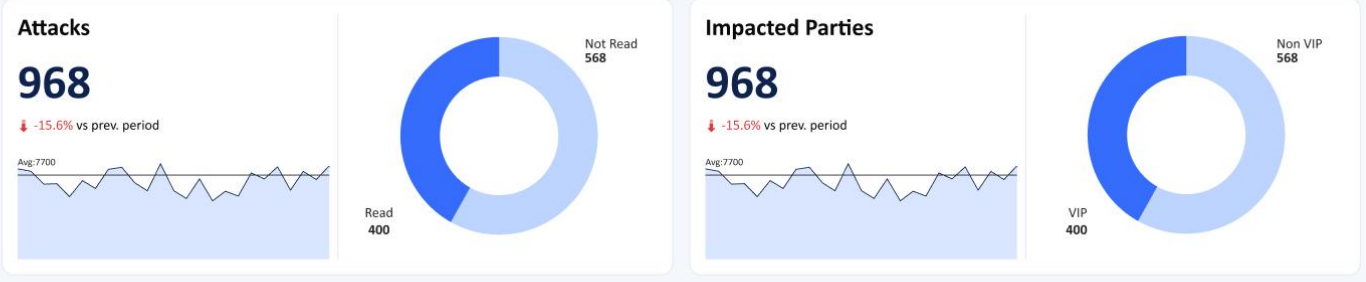 Attacks
968
-15.6% vs prev. period
Avg:7700
Not Read
568
Read
400
Impacted Parties
968
-15.6% vs prev. period
Avg:7700
Non VIP
568
VIP
400